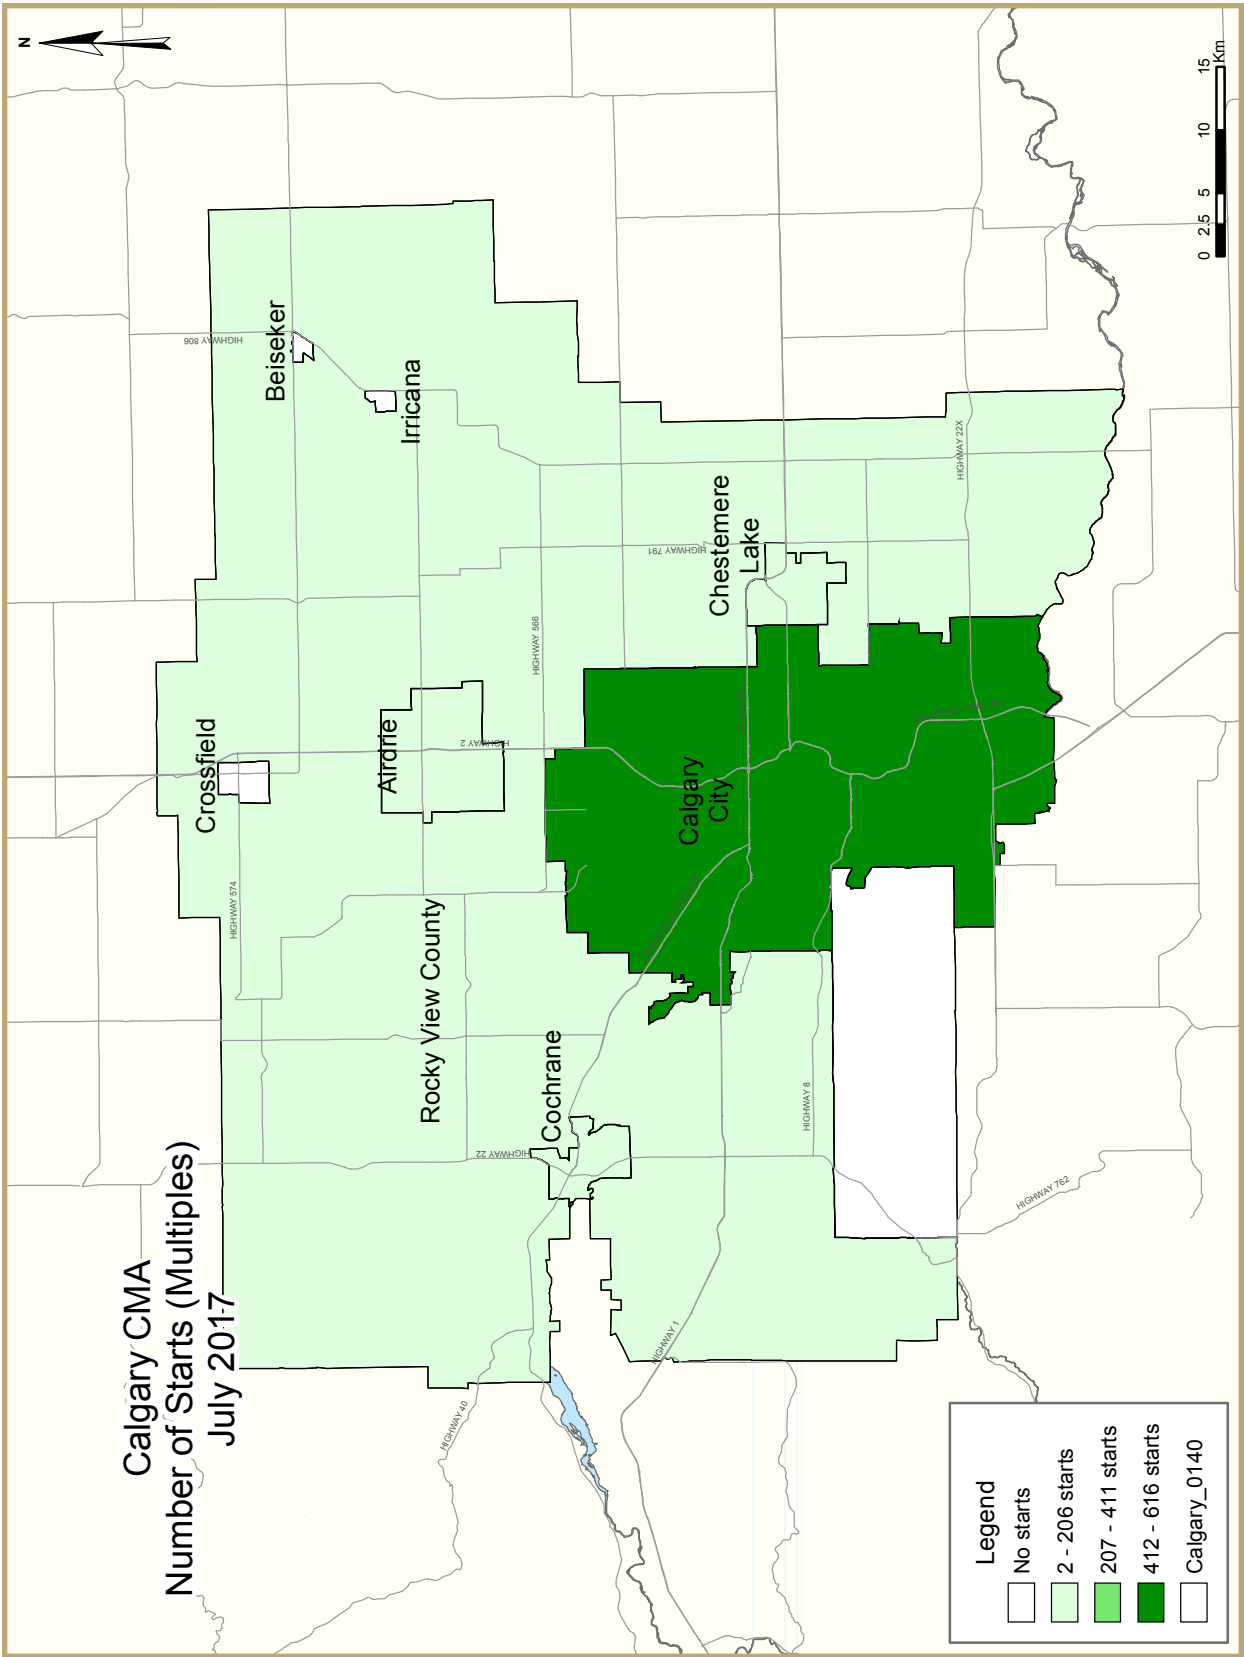 Calgary CMA
Number of Starts (Multiples)
July 2017
N
Crossfield
Beiseker
Irricana
Airdrie
Rocky View County
Cochrane
Calgary
City
Chestemere
Lake
HIGHWAY 574
HIGHWAY 806
HIGHWAY 2
HIGHWAY 566
HIGHWAY 791
HIGHWAY 22
HIGHWAY 40
HIGHWAY 1
HIGHWAY 8
HIGHWAY 22X
HIGHWAY 762
Legend
No starts
2 - 206 starts
207 - 411 starts
412 - 616 starts
Calgary_0140
0 2.5 5 10 15
Km